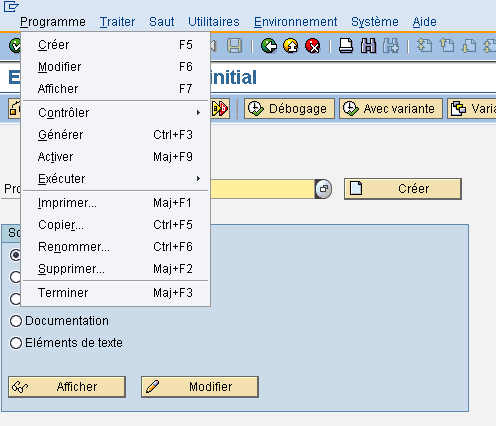 Programme Traiter Saut Utilitaires Environnement Système Aide
Créer F5
Modifier F6
Afficher F7
Contrôler
Générer Ctrl+F3
Activer Maj+F9
Exécuter
Imprimer... Maj+F1
Copier... Ctrl+F5
Renommer... Ctrl+F6
Supprimer... Maj+F2
Terminer Maj+F3
E initial
Débogage Avec variante Varia
Pro Créer
So
Documentation
Eléments de texte
Afficher Modifier